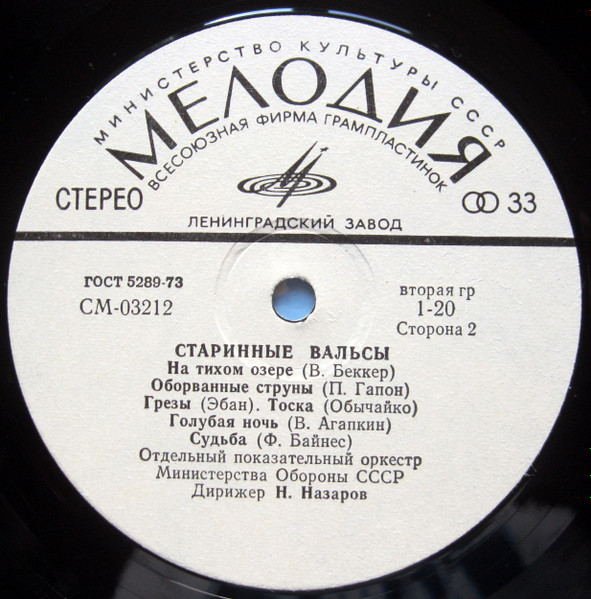 МИНИСТЕРСТВО КУЛЬТУРЫ СССР
МЕЛОДИЯ
ВСЕСОЮЗНАЯ ФИРМА ГРАМПЛАСТИНОК
СТЕРЕО
33
ЛЕНИНГРАДСКИЙ ЗАВОД
ГОСТ 5289-73
СМ-03212
вторая гр
1-20
Сторона 2
СТАРИННЫЕ ВАЛЬСЫ
На тихом озере (В. Беккер)
Оборванные струны (П. Гапон)
Грезы (Эбан). Тоска (Обычайко)
Голубая ночь (В. Агапкин)
Судьба (Ф. Байнес)
Отдельный показательный оркестр
Министерства Обороны СССР
Дирижер Н. Назаров